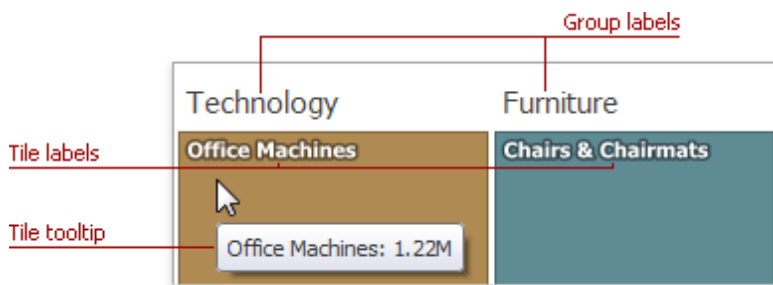 Group labels
Technology
Furniture
Tile labels
Office Machines
Chairs & Chairmats
Tile tooltip
Office Machines: 1.22M